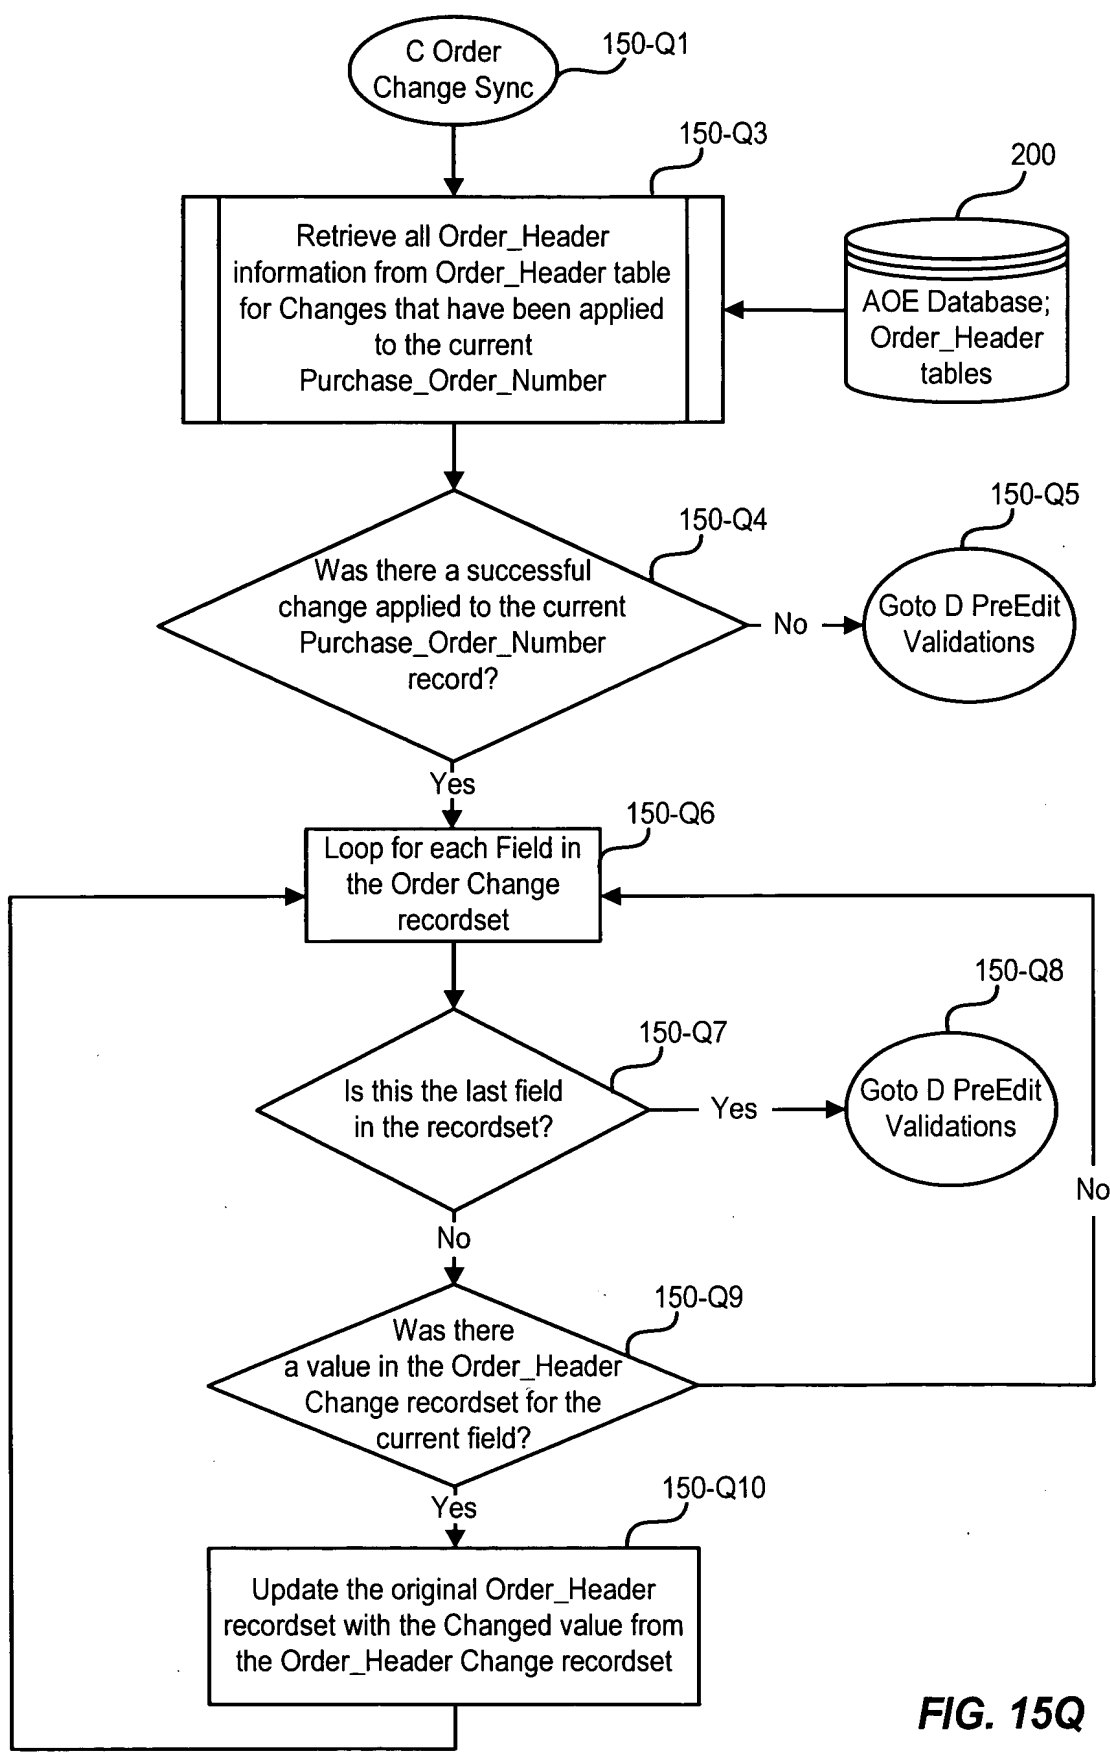 C Order
Change Sync
150-Q1
150-Q3
Retrieve all Order_Header
information from Order_Header table
for Changes that have been applied
to the current
Purchase_Order_Number
200
AOE Database;
Order_Header
tables
150-Q4
Was there a successful
change applied to the current
Purchase_Order_Number
record?
No
150-Q5
Goto D PreEdit
Validations
Yes
150-Q6
Loop for each Field in
the Order Change
recordset
150-Q7
Is this the last field
in the recordset?
Yes
150-Q8
Goto D PreEdit
Validations
No
No
150-Q9
Was there
a value in the Order_Header
Change recordset for the
current field?
Yes
150-Q10
Update the original Order_Header
recordset with the Changed value from
the Order_Header Change recordset
FIG. 15Q